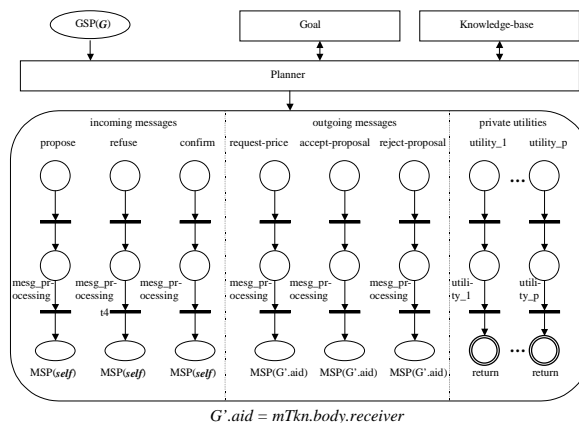 GSP(G)
Goal
Knowledge-base
Planner
incoming messages
outgoing messages
private utilities
propose
refuse
confirm
request-price
accept-proposal
reject-proposal
utility_1
utility_p
...
mesg_pr-
ocessing
mesg_pr-
ocessing
t4
mesg_pr-
ocessing
mesg_pr-
ocessing
mesg_pr-
ocessing
mesg_pr-
ocessing
utili-
ty_1
utili-
ty_p
...
MSP(self)
MSP(self)
MSP(self)
MSP(G'.aid)
MSP(G'.aid)
MSP(G'.aid)
return
return
G'.aid = mTkn.body.receiver